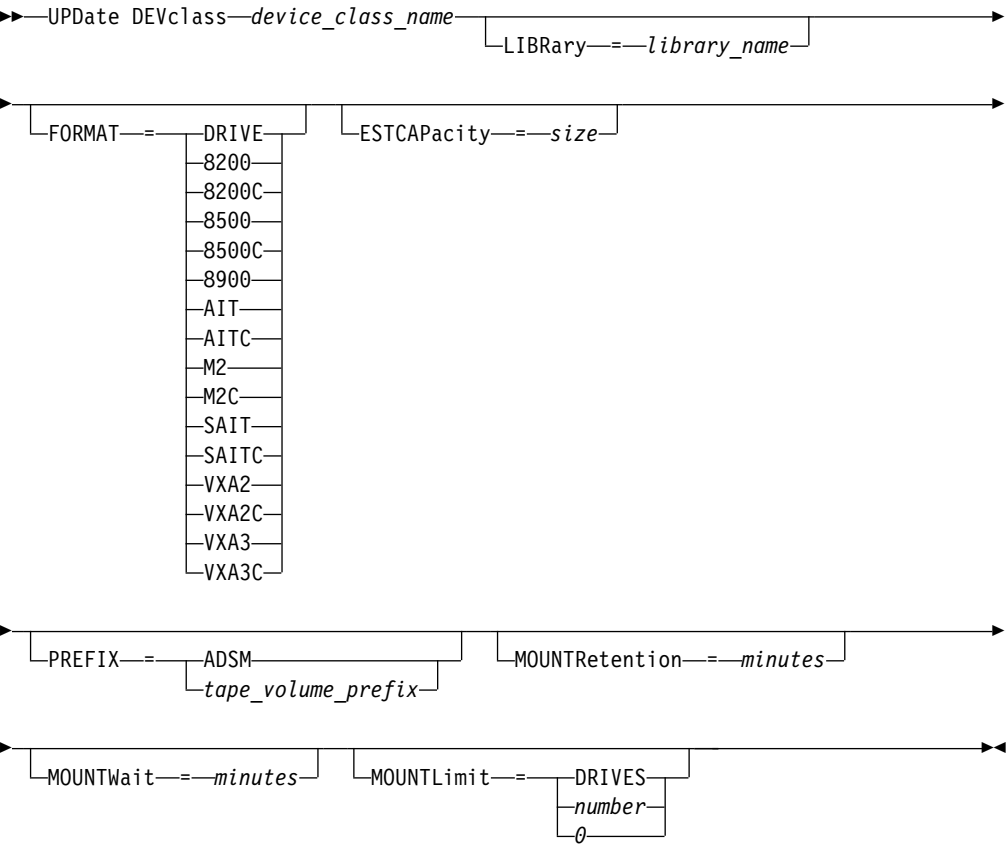 UPDate DEVclass device_class_name
LIBRary = library_name
FORMAT = DRIVE ESTCAPacity = size
8200
8200C
8500
8500C
8900
AIT
AITC
M2
M2C
SAIT
SAITC
VXA2
VXA2C
VXA3
VXA3C
PREFIX = ADSM MOUNTRetention = minutes
tape_volume_prefix
MOUNTWait = minutes MOUNTLimit = DRIVES
number
0